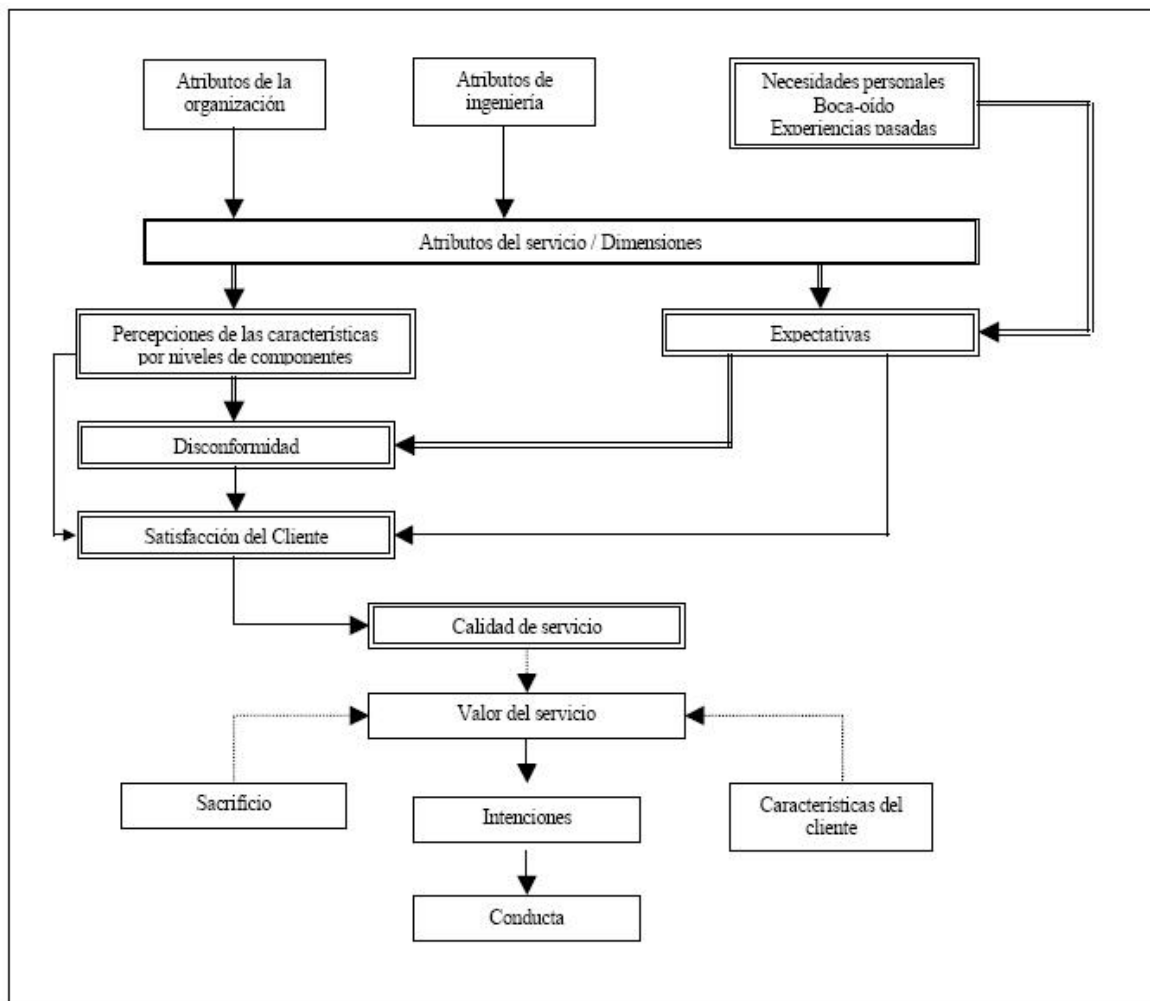 Atributos de la
organización
Atributos de
ingeniería
Necesidades personales
Boca-oído
Experiencias pasadas
Atributos del servicio / Dimensiones
Percepciones de las características
por niveles de componentes
Expectativas
Disconformidad
Satisfacción del Cliente
Calidad de servicio
Valor del servicio
Sacrificio
Intenciones
Características del
cliente
Conducta